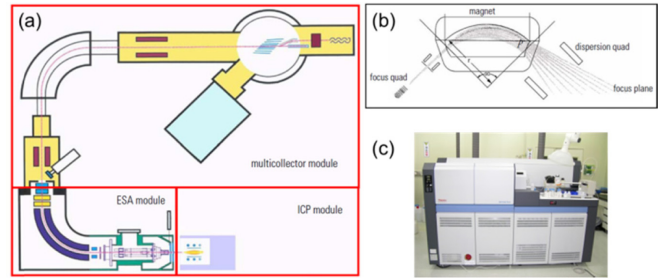 (a)
multicollector module
ESA module
ICP module
(b)
magnet
dispersion quad
focus quad
r
focus plane
(c)